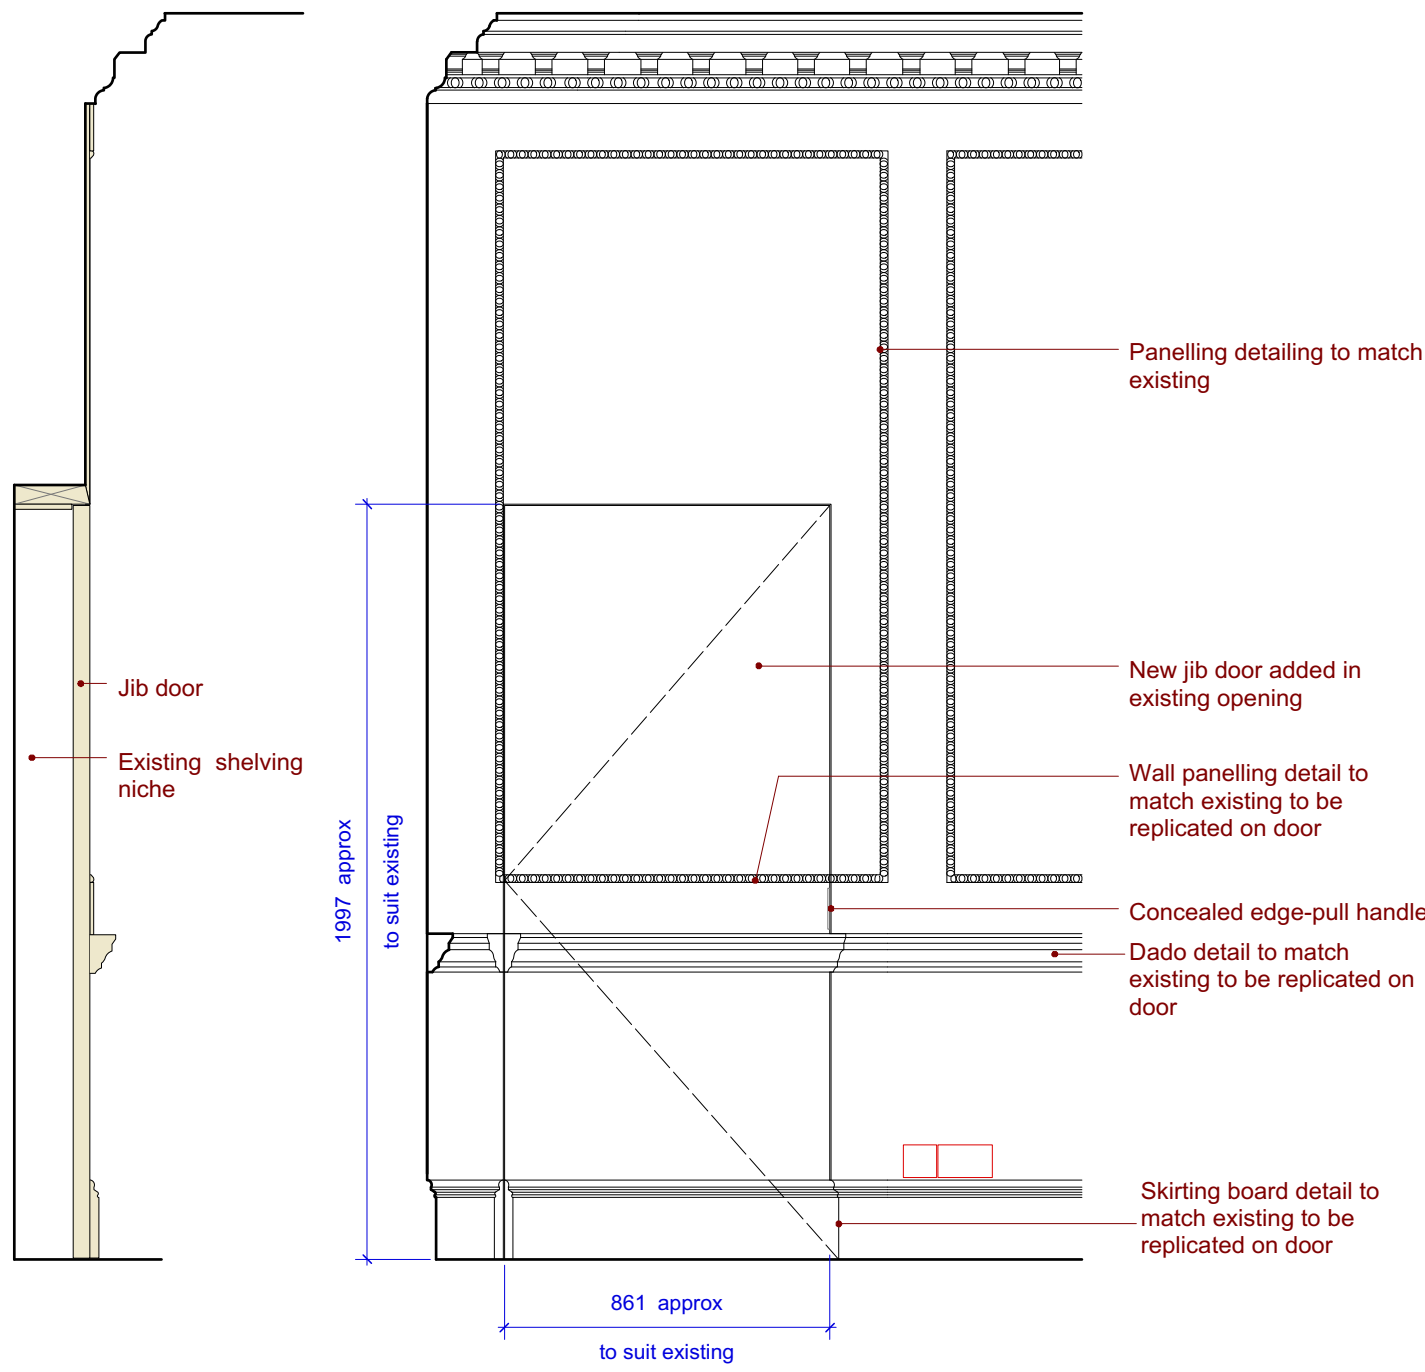 Panelling detailing to match
existing
New jib door added in
existing opening
Jib door
Existing shelving
niche
Wall panelling detail to
match existing to be
replicated on door
1997 approx
to suit existing
Concealed edge-pull handle
Dado detail to match
existing to be replicated on
door
Skirting board detail to
match existing to be
replicated on door
861 approx
to suit existing